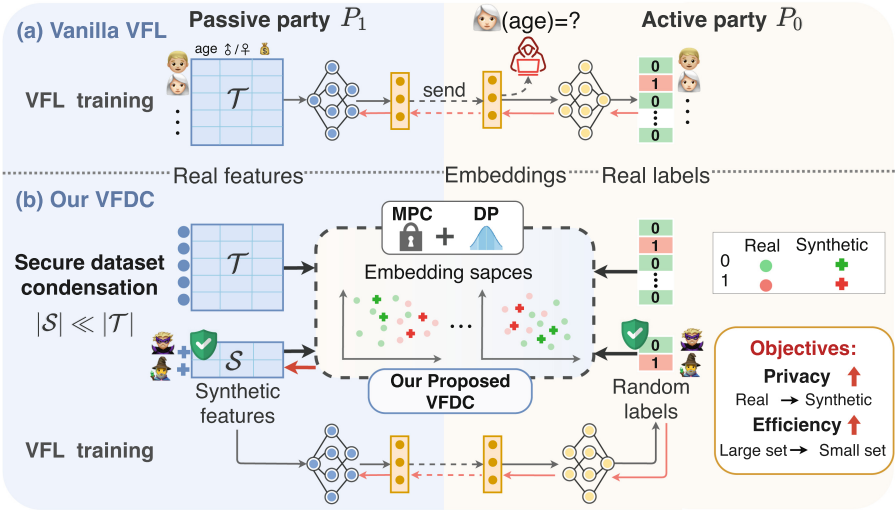 (a) Vanilla VFL
Passive party P₁
(age)=?
Active party P₀
age ♂/♀
VFL training
𝒯
send
0
1
0
0
Real features
Embeddings
Real labels
(b) Our VFDC
MPC
+
DP
Secure dataset
condensation
|𝒮| ≪ |𝒯|
𝒯
Embedding sapces
...
0
1
0
0
Real
Synthetic
0
1
𝒮
0
1
Synthetic
features
Our Proposed
VFDC
Random
labels
Objectives:
Privacy
Real → Synthetic
Efficiency
Large set → Small set
VFL training